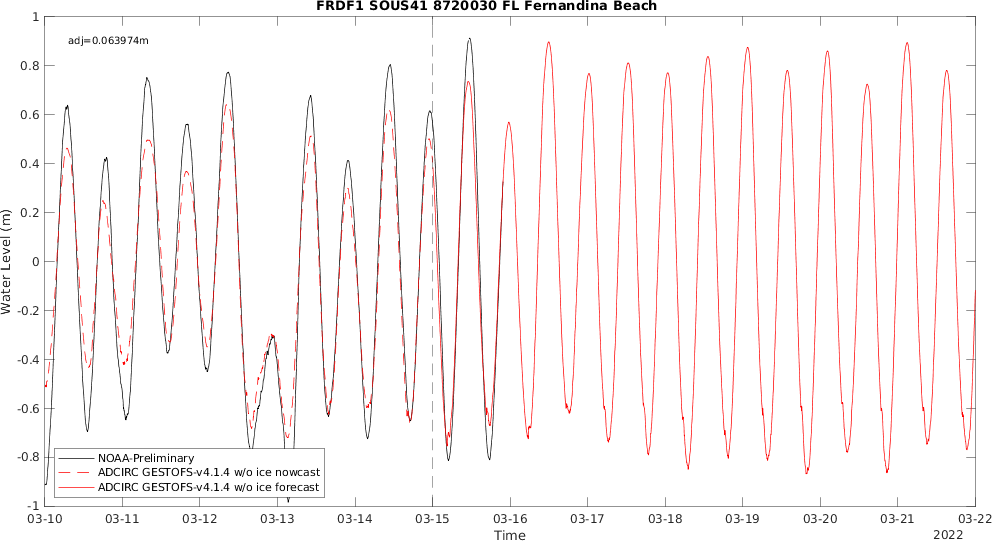 FRDF1 SOUS41 8720030 FL Fernandina Beach
1
adj=0.063974m
0.8
0.6
0.4
0.2
0
-0.2
-0.4
-0.6
-0.8
-1
Water Level (m)
NOAA-Preliminary
ADCIRC GESTOFS-v4.1.4 w/o ice nowcast
ADCIRC GESTOFS-v4.1.4 w/o ice forecast
03-10 03-11 03-12 03-13 03-14 03-15 03-16 03-17 03-18 03-19 03-20 03-21 03-22
Time
2022